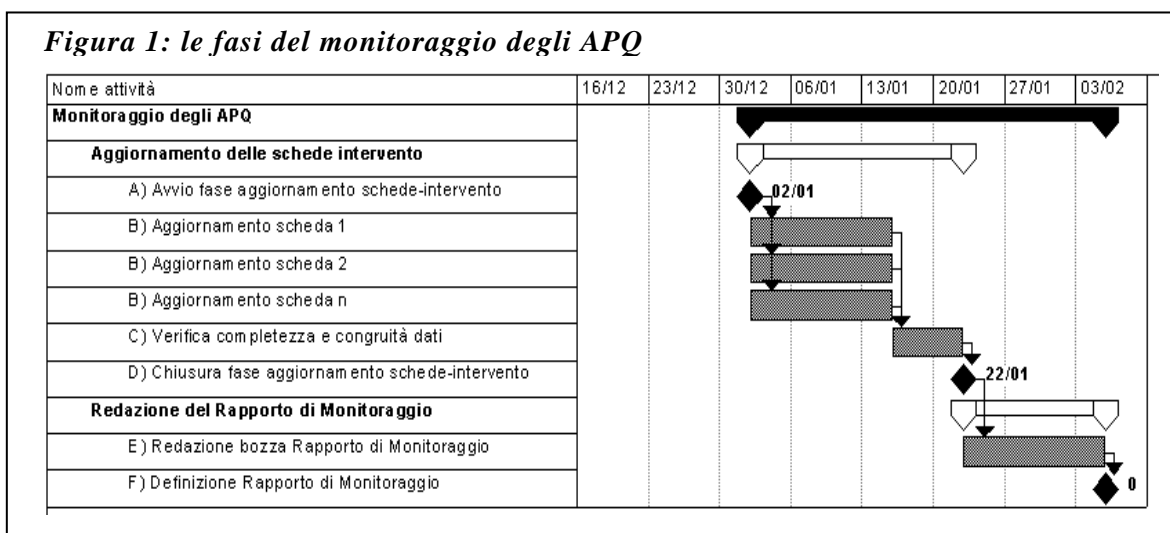 Figura 1: le fasi del monitoraggio degli APQ
Nome attività 16/12 23/12 30/12 06/01 13/01 20/01 27/01 03/02
Monitoraggio degli APQ
Aggiornamento delle schede intervento
A) Avvio fase aggiornamento schede-intervento 02/01
B) Aggiornamento scheda 1
B) Aggiornamento scheda 2
B) Aggiornamento scheda n
C) Verifica completezza e congruità dati
D) Chiusura fase aggiornamento schede-intervento 22/01
Redazione del Rapporto di Monitoraggio
E) Redazione bozza Rapporto di Monitoraggio
F) Definizione Rapporto di Monitoraggio 0